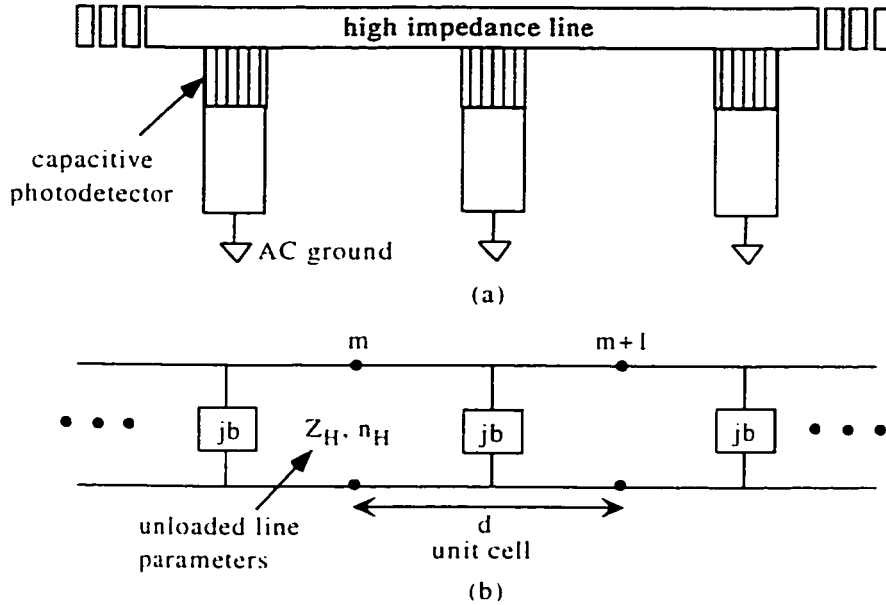 high impedance line
capacitive
photodetector
AC ground
(a)
m
m+1
jb
Z_H, n_H
jb
jb
unloaded line
parameters
d
unit cell
(b)